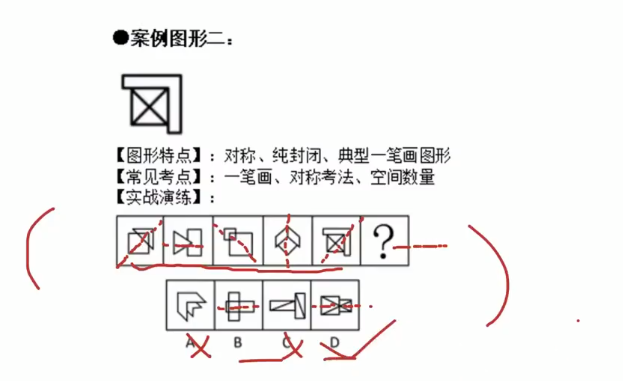 ●案例图形二：
【图形特点】：对称、纯封闭、典型一笔画图形
【常见考点】：一笔画、对称考法、空间数量
【实战演练】：
?
A B C D